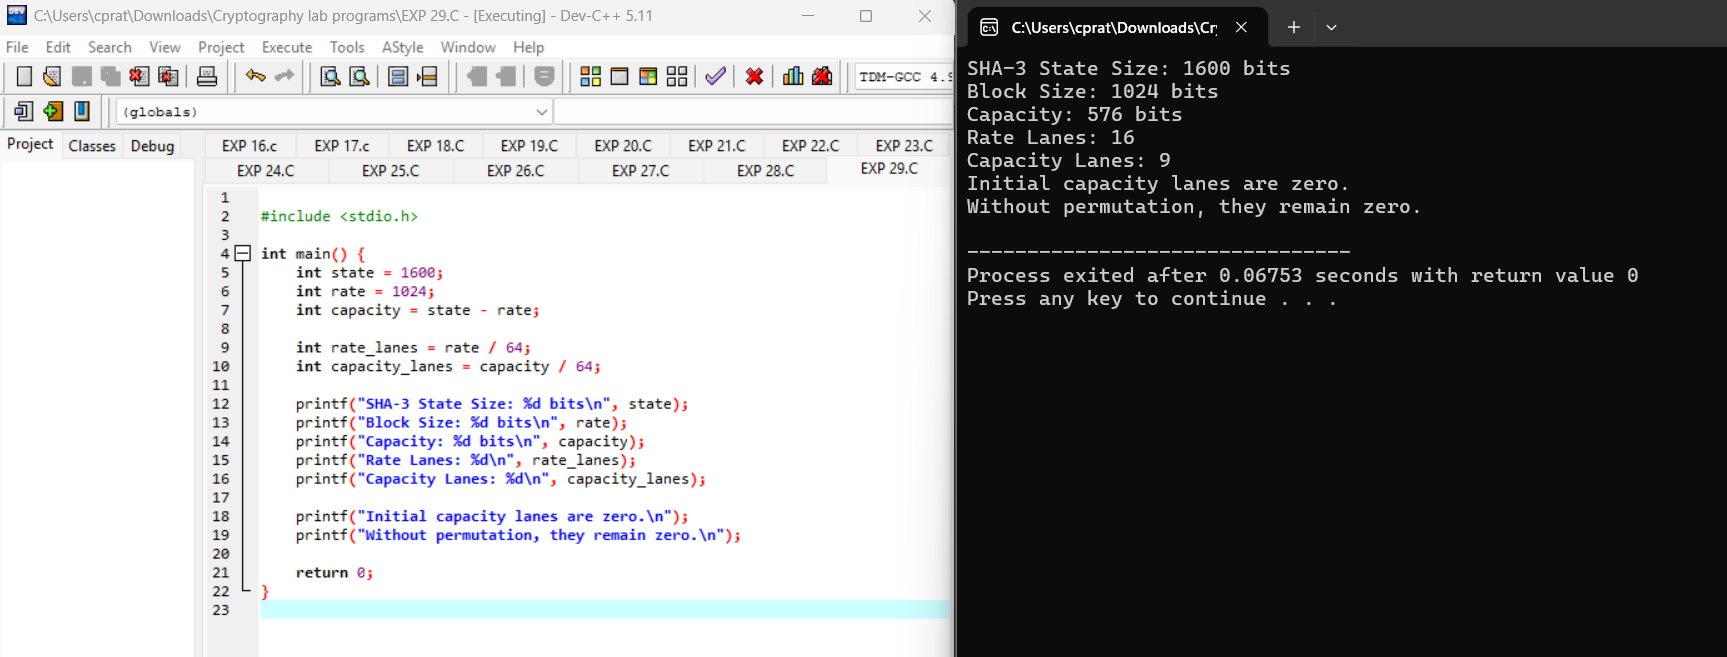 C:\Users\cprat\Downloads\Cryptography lab programs\EXP 29.C - [Executing] - Dev-C++ 5.11
File Edit Search View Project Execute Tools AStyle Window Help
TDM-GCC 4.9
(globals)
Project Classes Debug
EXP 16.c EXP 17.c EXP 18.C EXP 19.C EXP 20.C EXP 21.C EXP 22.C EXP 23.C
EXP 24.C EXP 25.C EXP 26.C EXP 27.C EXP 28.C EXP 29.C
1
2 #include <stdio.h>
3
4 int main() {
5 int state = 1600;
6 int rate = 1024;
7 int capacity = state - rate;
8
9 int rate_lanes = rate / 64;
10 int capacity_lanes = capacity / 64;
11
12 printf("SHA-3 State Size: %d bits\n", state);
13 printf("Block Size: %d bits\n", rate);
14 printf("Capacity: %d bits\n", capacity);
15 printf("Rate Lanes: %d\n", rate_lanes);
16 printf("Capacity Lanes: %d\n", capacity_lanes);
17
18 printf("Initial capacity lanes are zero.\n");
19 printf("Without permutation, they remain zero.\n");
20
21 return 0;
22 }
23
C:\Users\cprat\Downloads\Cry
SHA-3 State Size: 1600 bits
Block Size: 1024 bits
Capacity: 576 bits
Rate Lanes: 16
Capacity Lanes: 9
Initial capacity lanes are zero.
Without permutation, they remain zero.
--------------------------------
Process exited after 0.06753 seconds with return value 0
Press any key to continue . . .